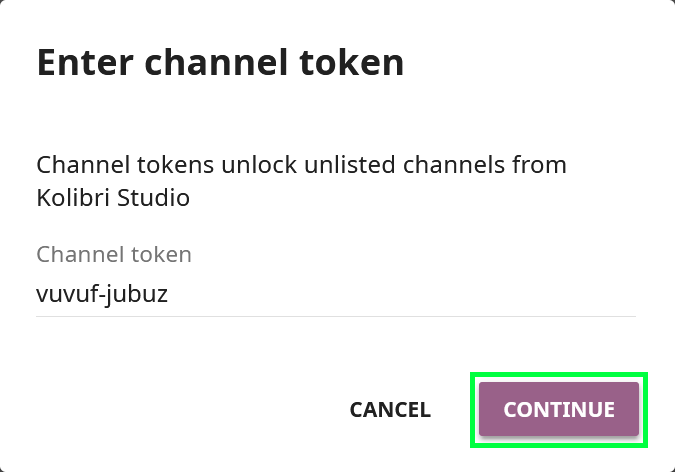 Enter channel token
Channel tokens unlock unlisted channels from
Kolibri Studio
Channel token
vuvuf-jubuz
CANCEL
CONTINUE